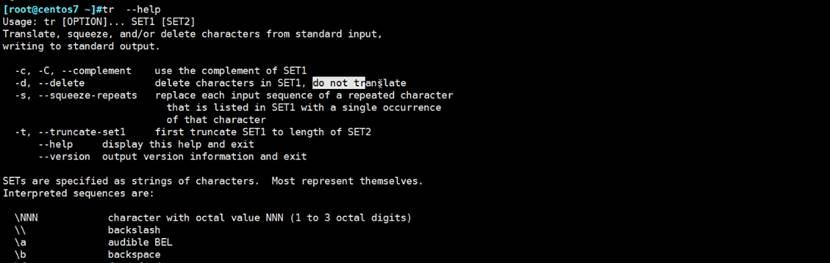 [root@centos7 ~]#tr  --help
Usage: tr [OPTION]... SET1 [SET2]
Translate, squeeze, and/or delete characters from standard input,
writing to standard output.
-c, -C, --complement    use the complement of SET1
-d, --delete            delete characters in SET1, do not translate
-s, --squeeze-repeats   replace each input sequence of a repeated character
that is listed in SET1 with a single occurrence
of that character
-t, --truncate-set1     first truncate SET1 to length of SET2
--help     display this help and exit
--version  output version information and exit
SETs are specified as strings of characters.  Most represent themselves.
Interpreted sequences are:
\NNN            character with octal value NNN (1 to 3 octal digits)
\\              backslash
\a              audible BEL
\b              backspace